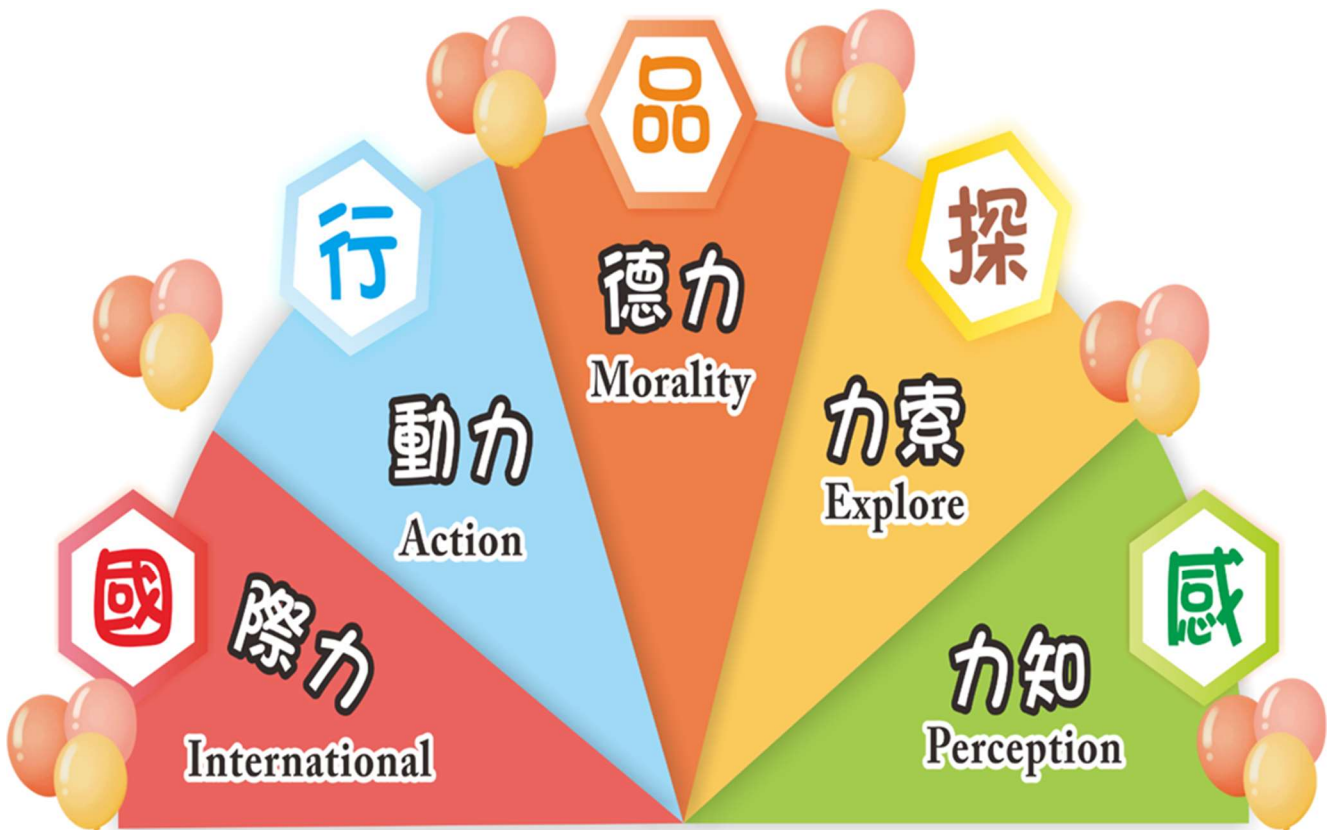 國
際力
International
行
動力
Action
品
德力
Morality
探
力索
Explore
感
力知
Perception